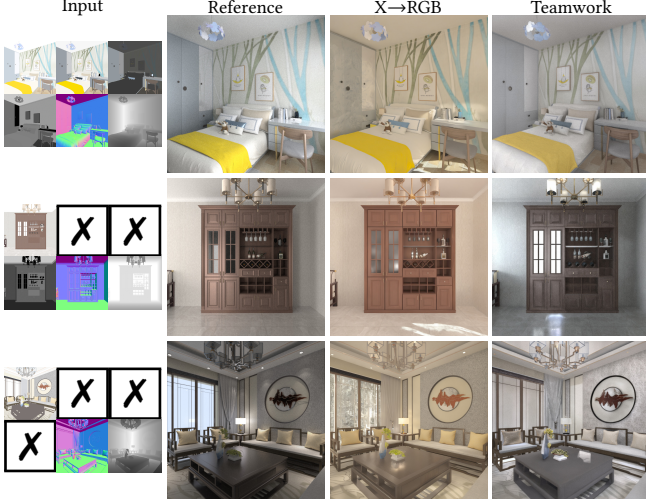 Input
Reference
X→RGB
Teamwork
✗ ✗
✗ ✗
✗